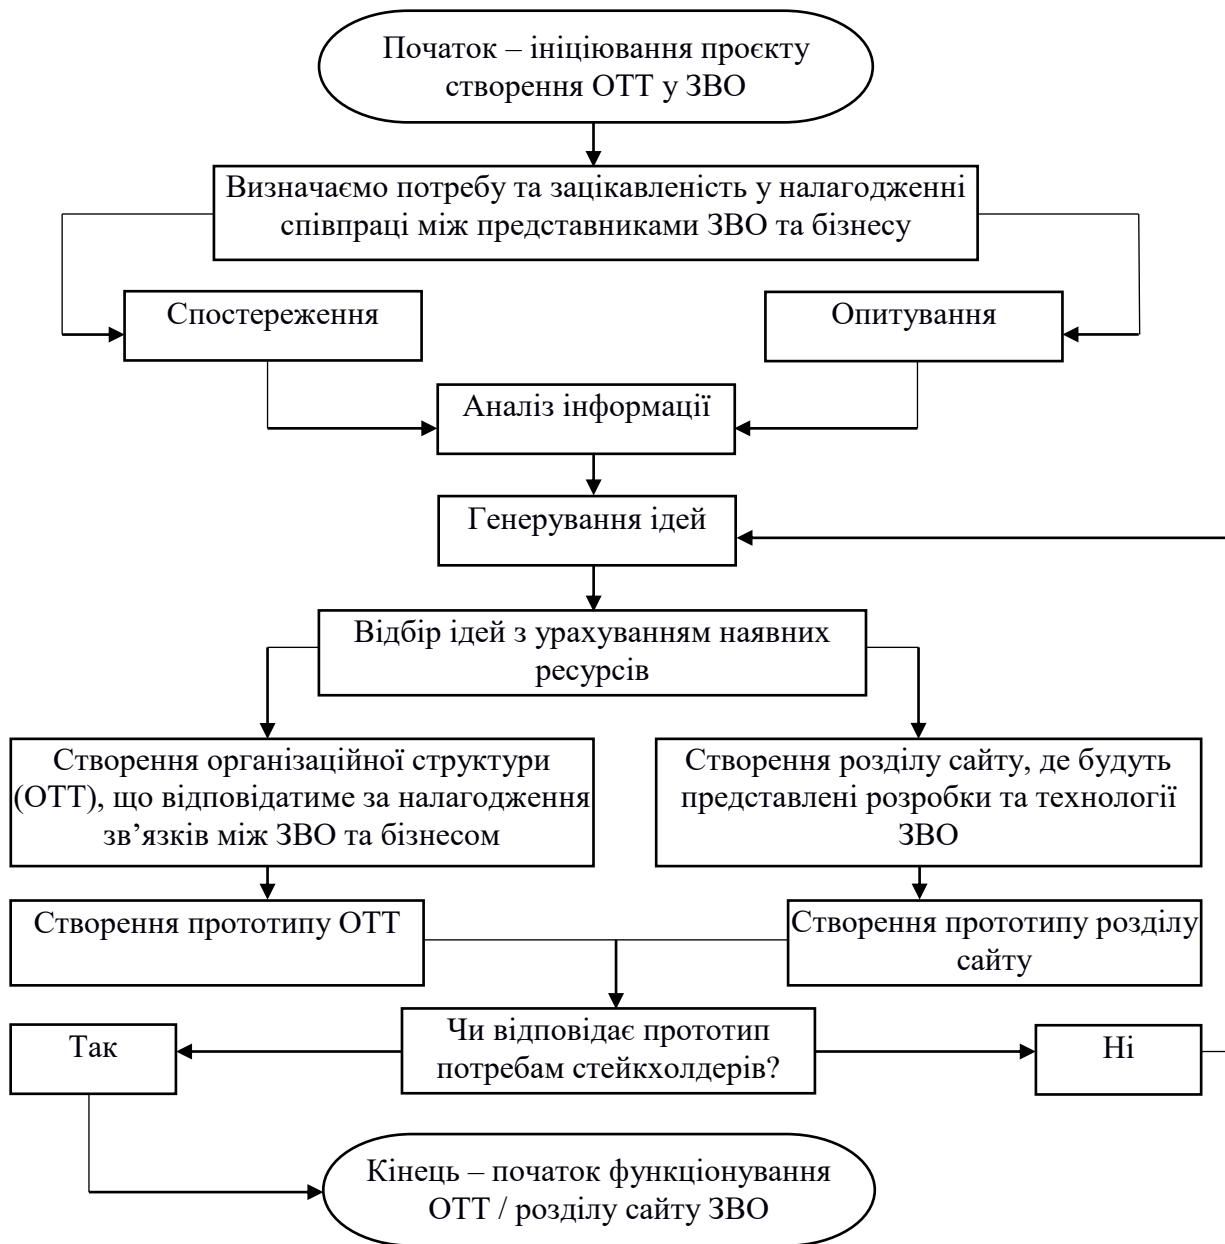 Початок – ініціювання проєкту
створення ОТТ у ЗВО
Визначаємо потребу та зацікавленість у налагодженні
співпраці між представниками ЗВО та бізнесу
Спостереження
Опитування
Аналіз інформації
Генерування ідей
Відбір ідей з урахуванням наявних
ресурсів
Створення організаційної структури
(ОТТ), що відповідатиме за налагодження
зв’язків між ЗВО та бізнесом
Створення розділу сайту, де будуть
представлені розробки та технології
ЗВО
Створення прототипу ОТТ
Створення прототипу розділу
сайту
Так
Чи відповідає прототип
потребам стейкхолдерів?
Ні
Кінець – початок функціонування
ОТТ / розділу сайту ЗВО